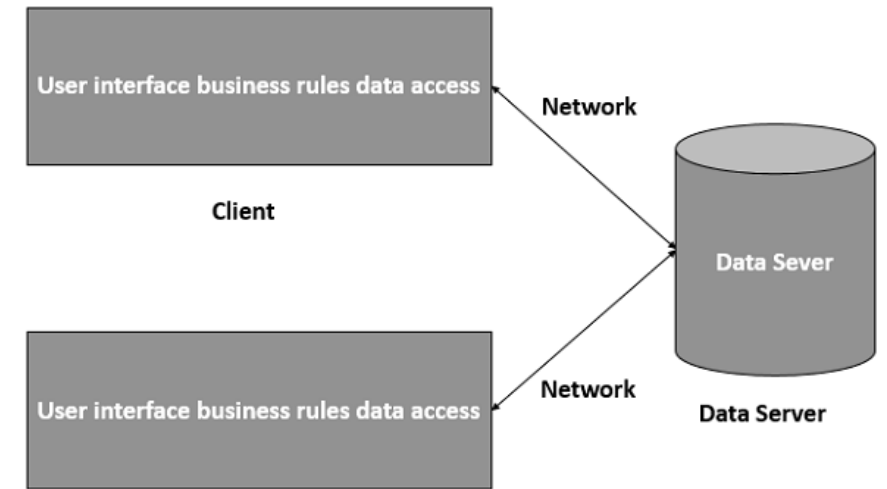 User interface business rules data access
Network
Client
Data Sever
User interface business rules data access
Network
Data Server